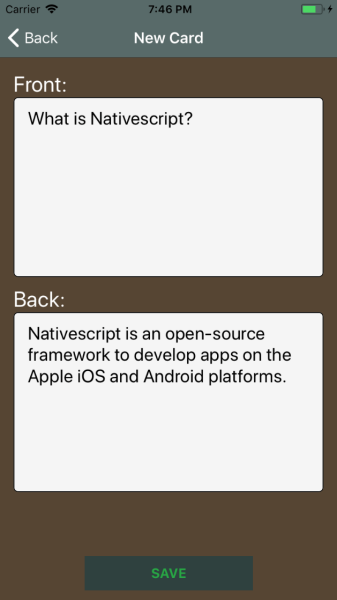 Carrier 7:46 PM
Back New Card
Front:
What is Nativescript?
Back:
Nativescript is an open-source
framework to develop apps on the
Apple iOS and Android platforms.
SAVE